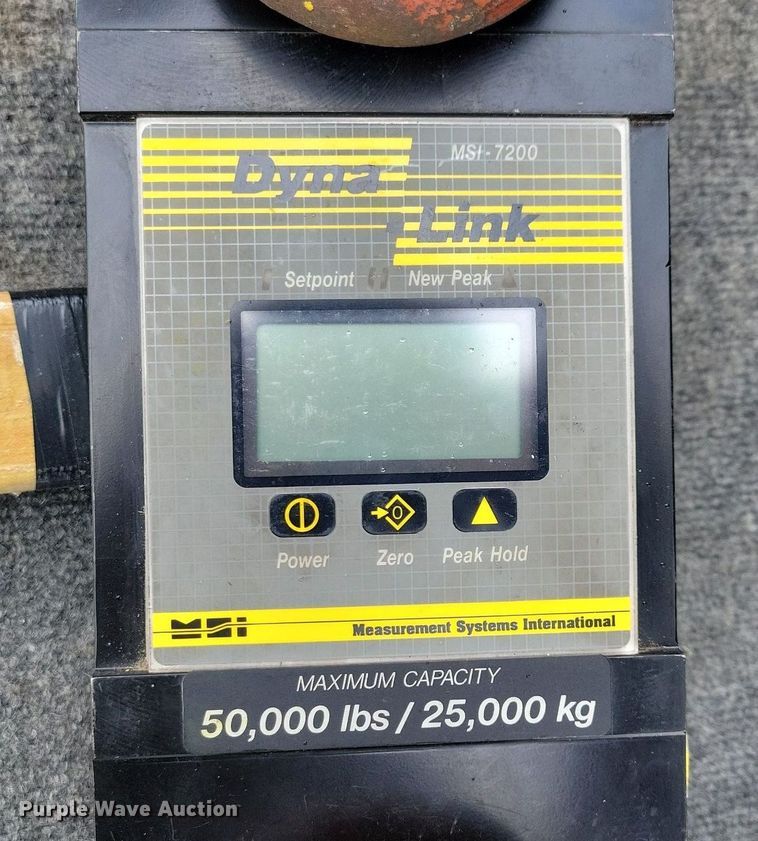 MSI-7200
Dyna
Link
Setpoint New Peak
0
Power Zero Peak Hold
MSI Measurement Systems International
MAXIMUM CAPACITY
50,000 lbs / 25,000 kg
Purple Wave Auction